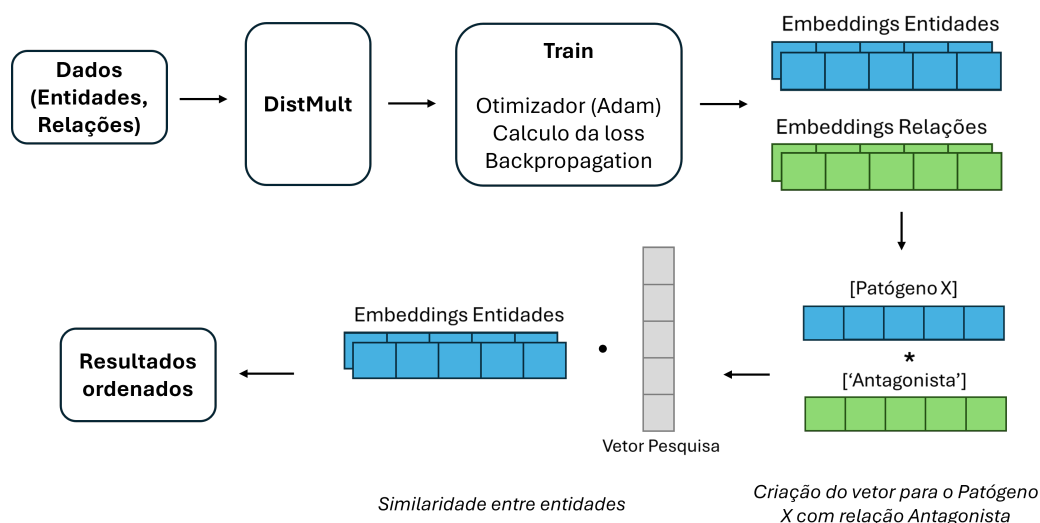 Dados
(Entidades,
Relações)
DistMult
Train
Otimizador (Adam)
Calculo da loss
Backpropagation
Embeddings Entidades
Embeddings Relações
[Patógeno X]
*
[‘Antagonista’]
Criação do vetor para o Patógeno
X com relação Antagonista
Embeddings Entidades
•
Vetor Pesquisa
Similaridade entre entidades
Resultados
ordenados